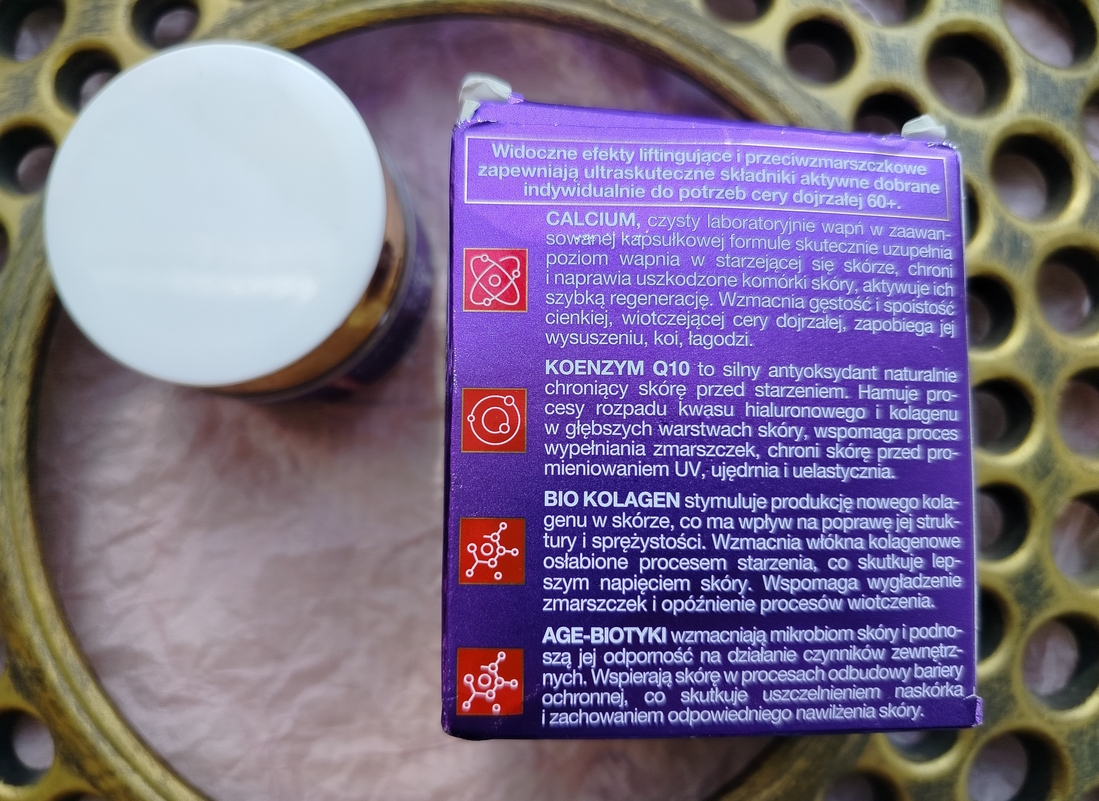 Widoczne efekty liftingujące i przeciwzmarszczkowe
zapewniają ultraskuteczne składniki aktywne dobrane
indywidualnie do potrzeb cery dojrzałej 60+.
CALCIUM, czysty laboratoryjnie wapń w zaawan-
sowanej kapsułkowej formule skutecznie uzupełnia
poziom wapnia w starzejącej się skórze, chroni
i naprawia uszkodzone komórki skóry, aktywuje ich
szybką regenerację. Wzmacnia gęstość i spoistość
cienkiej, wiotczejącej cery dojrzałej, zapobiega jej
wysuszeniu, koi, łagodzi.
KOENZYM Q10 to silny antyoksydant naturalnie
chroniący skórę przed starzeniem. Hamuje pro-
cesy rozpadu kwasu hialuronowego i kolagenu
w głębszych warstwach skóry, wspomaga proces
wypełniania zmarszczek, chroni skórę przed pro-
mieniowaniem UV, ujędrnia i uelastycznia.
BIO KOLAGEN stymuluje produkcję nowego kola-
genu w skórze, co ma wpływ na poprawę jej struk-
tury i sprężystości. Wzmacnia włókna kolagenowe
osłabione procesem starzenia, co skutkuje lep-
szym napięciem skóry. Wspomaga wygładzenie
zmarszczek i opóźnienie procesów wiotczenia.
AGE-BIOTYKI wzmacniają mikrobiom skóry i podno-
szą jej odporność na działanie czynników zewnętrz-
nych. Wspierają skórę w procesach odbudowy bariery
ochronnej, co skutkuje uszczelnieniem naskórka
i zachowaniem odpowiedniego nawilżenia skóry.